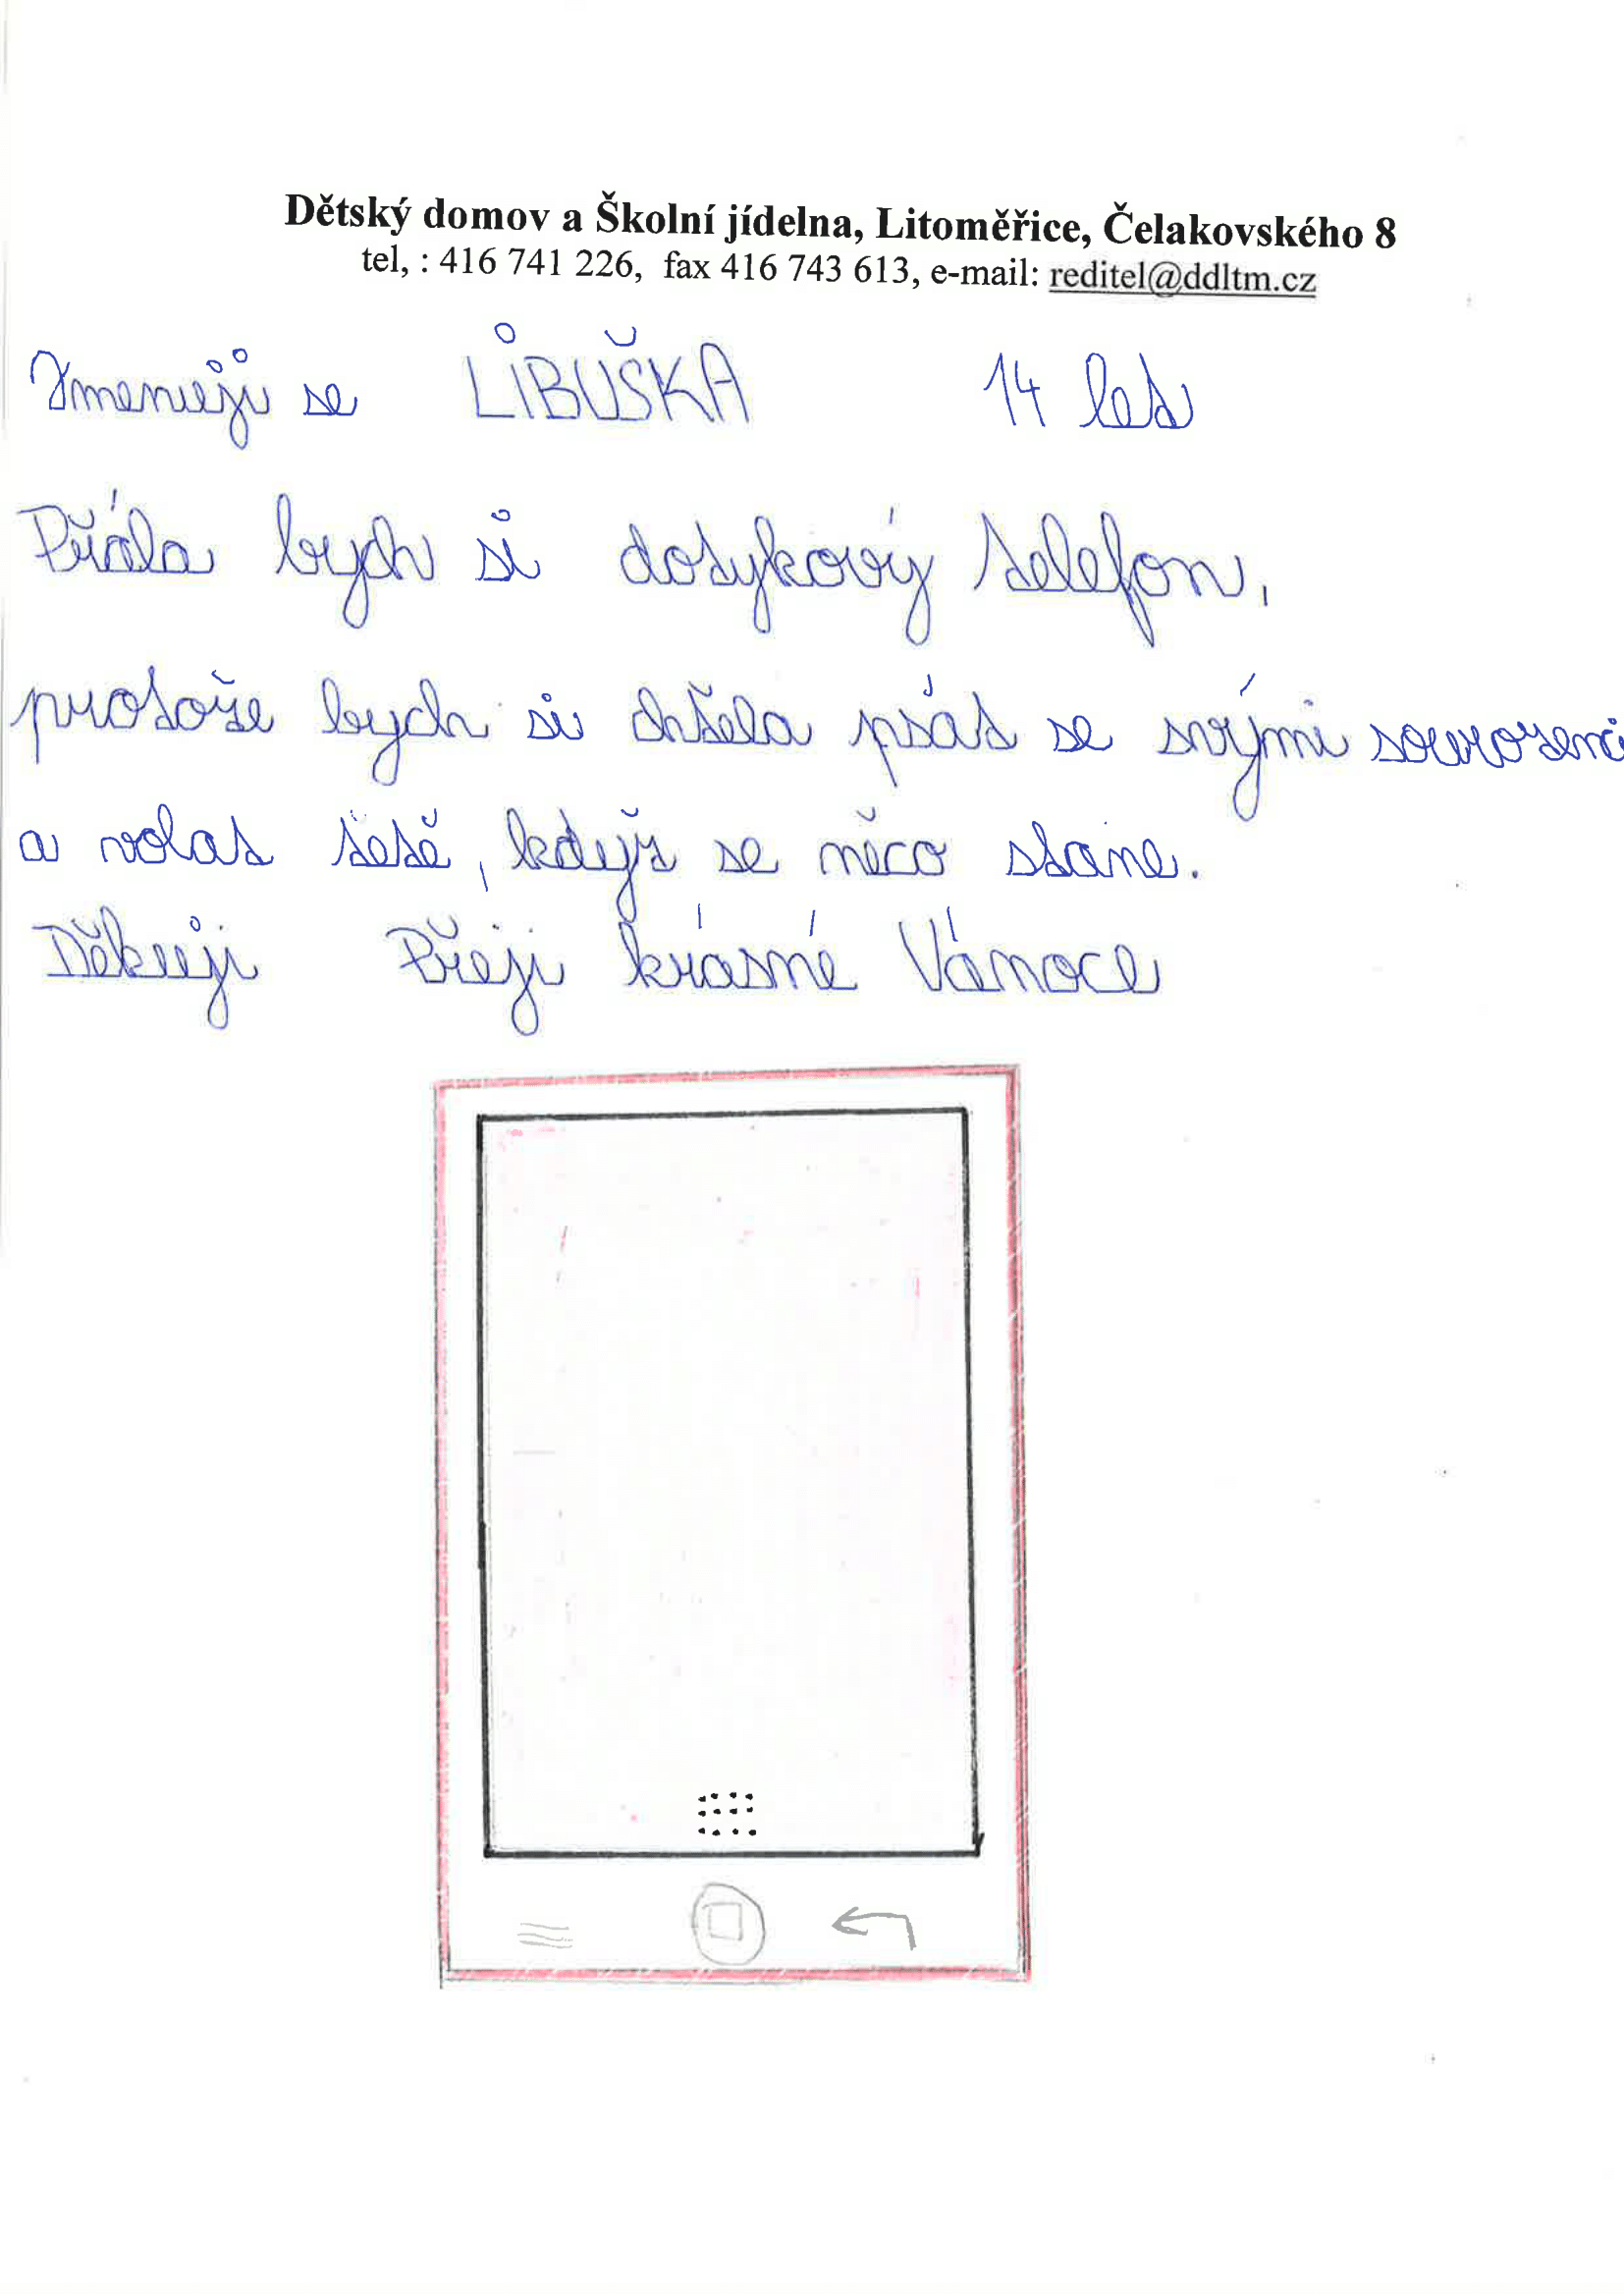 Dětský domov a Školní jídelna, Litoměřice, Čelakovského 8
tel, : 416 741 226, fax 416 743 613, e-mail: reditel@ddltm.cz
Jmenuji se LIBUŠKA 14 let
Přála bych si dotykový telefon,
protože bych si chtěla psát se svými sourozenci
a volat tetě, když se něco stane.
Děkuji Přeji krásné Vánoce